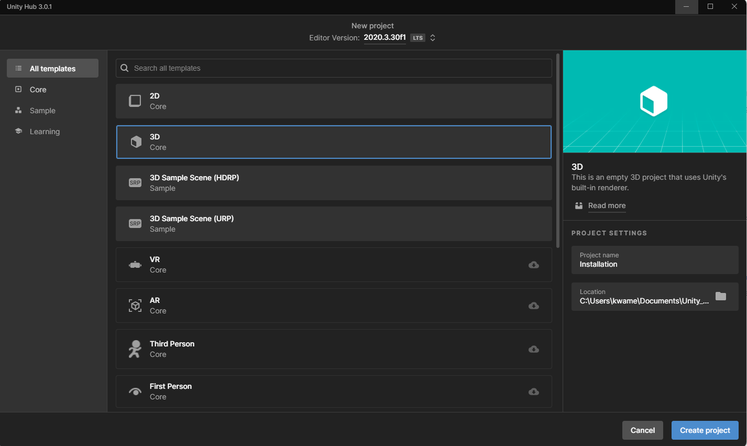 Unity Hub 3.0.1
New project
Editor Version: 2020.3.30f1 LTS
All templates
Core
Sample
Learning
Search all templates
2D
Core
3D
Core
SRP
3D Sample Scene (HDRP)
Sample
SRP
3D Sample Scene (URP)
Sample
VR
Core
AR
Core
Third Person
Core
First Person
Core
3D
This is an empty 3D project that uses Unity's
built-in renderer.
Read more
PROJECT SETTINGS
Project name
Installation
Location
C:\Users\kwame\Documents\Unity_...
Cancel
Create project